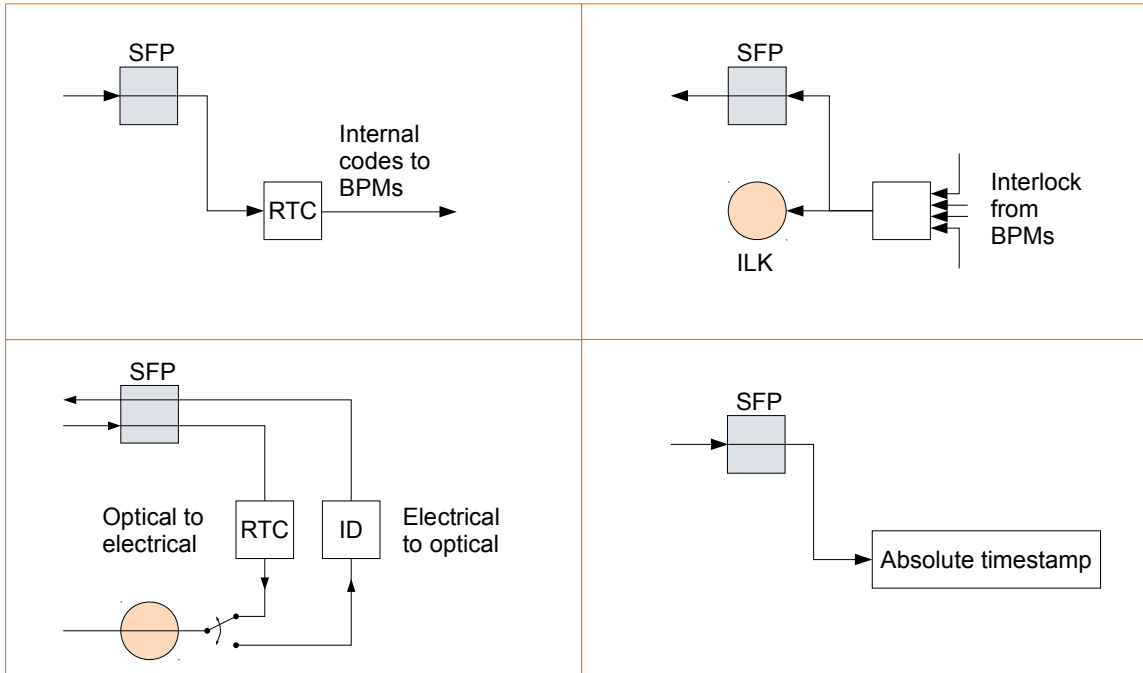 SFP
Internal
codes to
BPMs
RTC
SFP
Interlock
from
BPMs
ILK
SFP
Optical to
electrical
RTC
ID
Electrical
to optical
SFP
Absolute timestamp